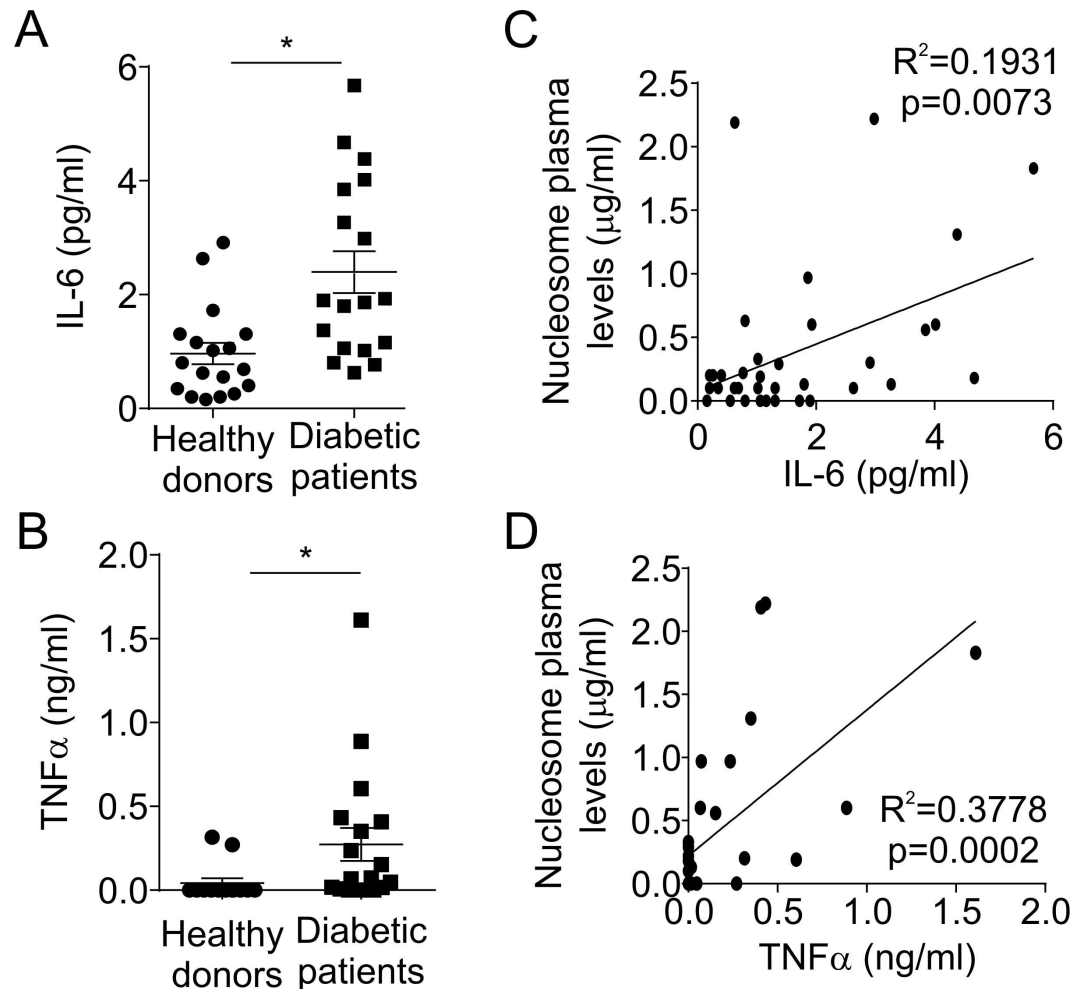 A
*
IL-6 (pg/ml)
6
4
2
0
Healthy donors
Diabetic patients
C
R²=0.1931
p=0.0073
Nucleosome plasma
levels (μg/ml)
2.5
2.0
1.5
1.0
0.5
0.0
0 2 4 6
IL-6 (pg/ml)
B
*
TNFα (ng/ml)
2.0
1.5
1.0
0.5
0.0
Healthy donors
Diabetic patients
D
Nucleosome plasma
levels (μg/ml)
2.5
2.0
1.5
1.0
0.5
0.0
R²=0.3778
p=0.0002
0.0 0.5 1.0 1.5 2.0
TNFα (ng/ml)